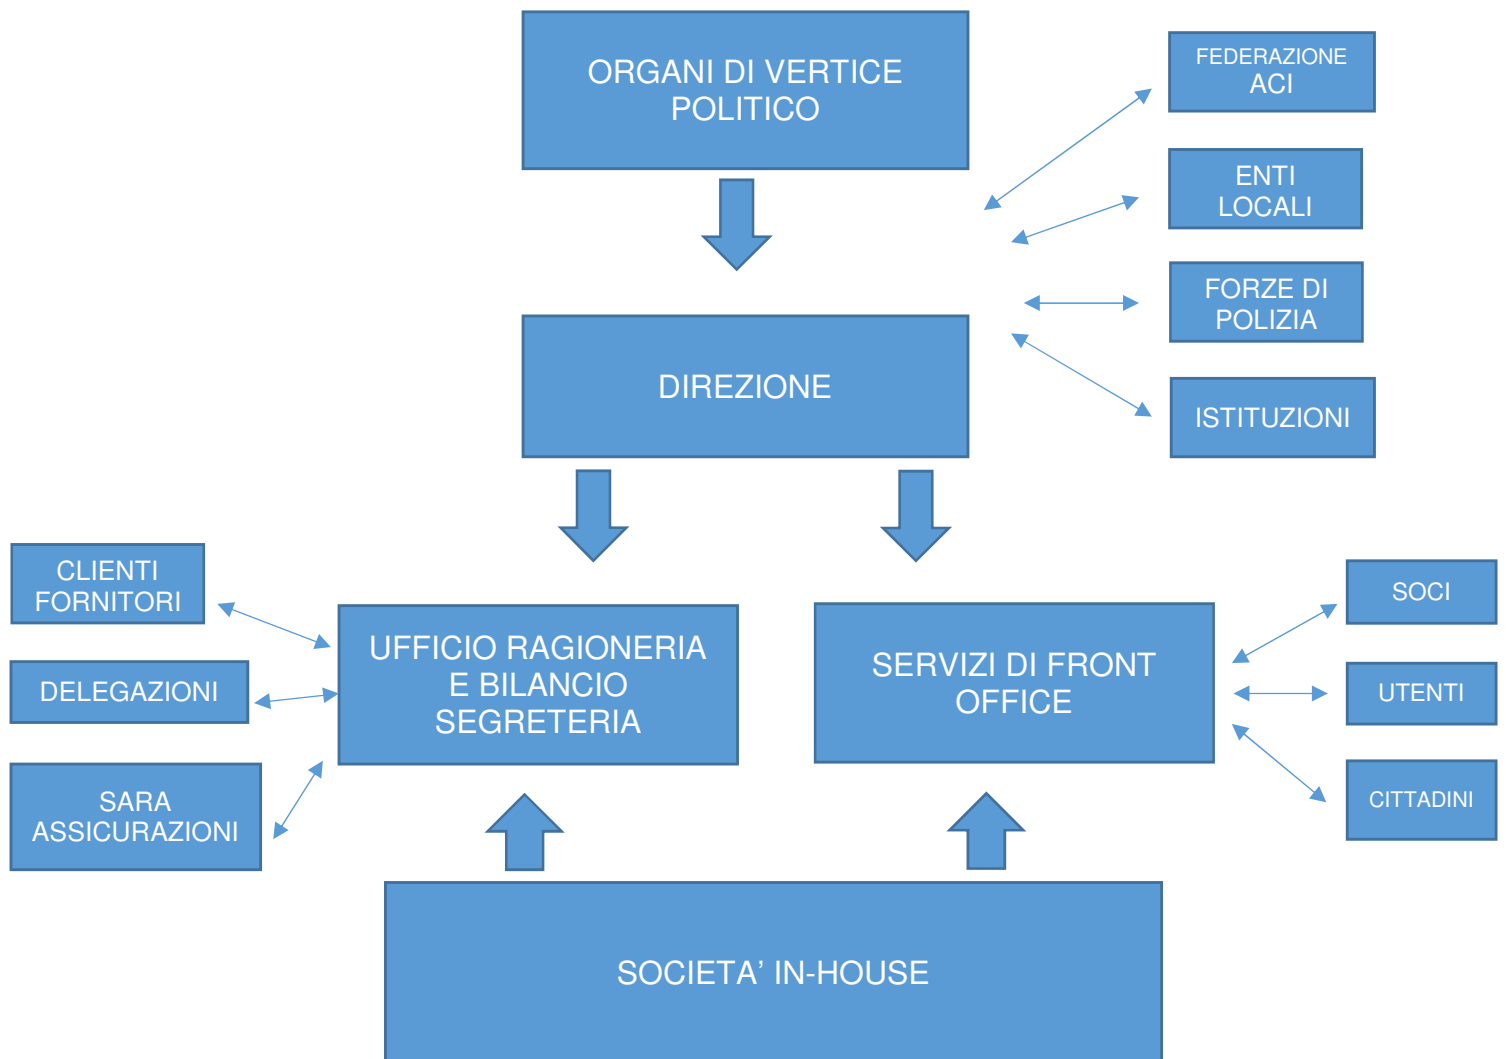 ORGANI DI VERTICE
POLITICO
FEDERAZIONE
ACI
ENTI
LOCALI
FORZE DI
POLIZIA
DIREZIONE
ISTITUZIONI
CLIENTI
FORNITORI
DELEGAZIONI
SARA
ASSICURAZIONI
UFFICIO RAGIONERIA
E BILANCIO
SEGRETERIA
SERVIZI DI FRONT
OFFICE
SOCI
UTENTI
CITTADINI
SOCIETA’ IN-HOUSE